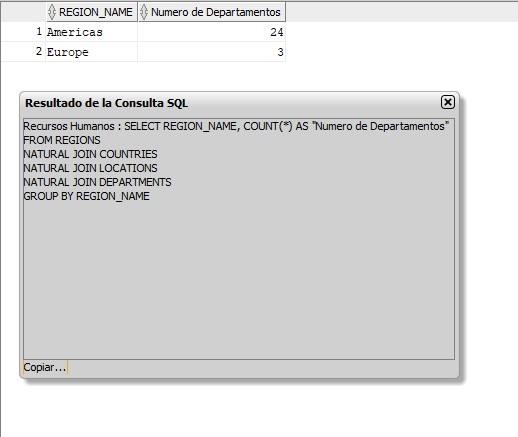 REGION_NAME Numero de Departamentos
1 Americas 24
2 Europe 3
Resultado de la Consulta SQL
Recursos Humanos : SELECT REGION_NAME, COUNT(*) AS "Numero de Departamentos"
FROM REGIONS
NATURAL JOIN COUNTRIES
NATURAL JOIN LOCATIONS
NATURAL JOIN DEPARTMENTS
GROUP BY REGION_NAME
Copiar...